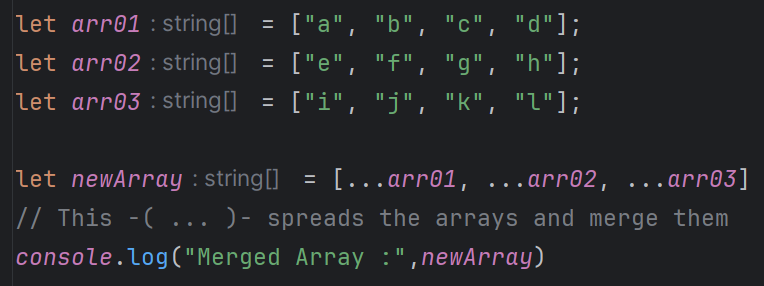 let arr01 : string[] = ["a", "b", "c", "d"];
let arr02 : string[] = ["e", "f", "g", "h"];
let arr03 : string[] = ["i", "j", "k", "l"];
let newArray : string[] = [...arr01, ...arr02, ...arr03]
// This -( ... )- spreads the arrays and merge them
console.log("Merged Array :",newArray)